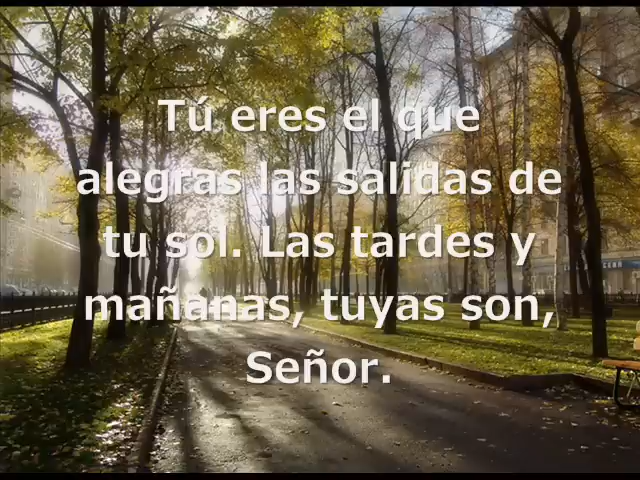 Tú eres el que
alegras las salidas de
tu sol. Las tardes y
mañanas, tuyas son,
Señor.